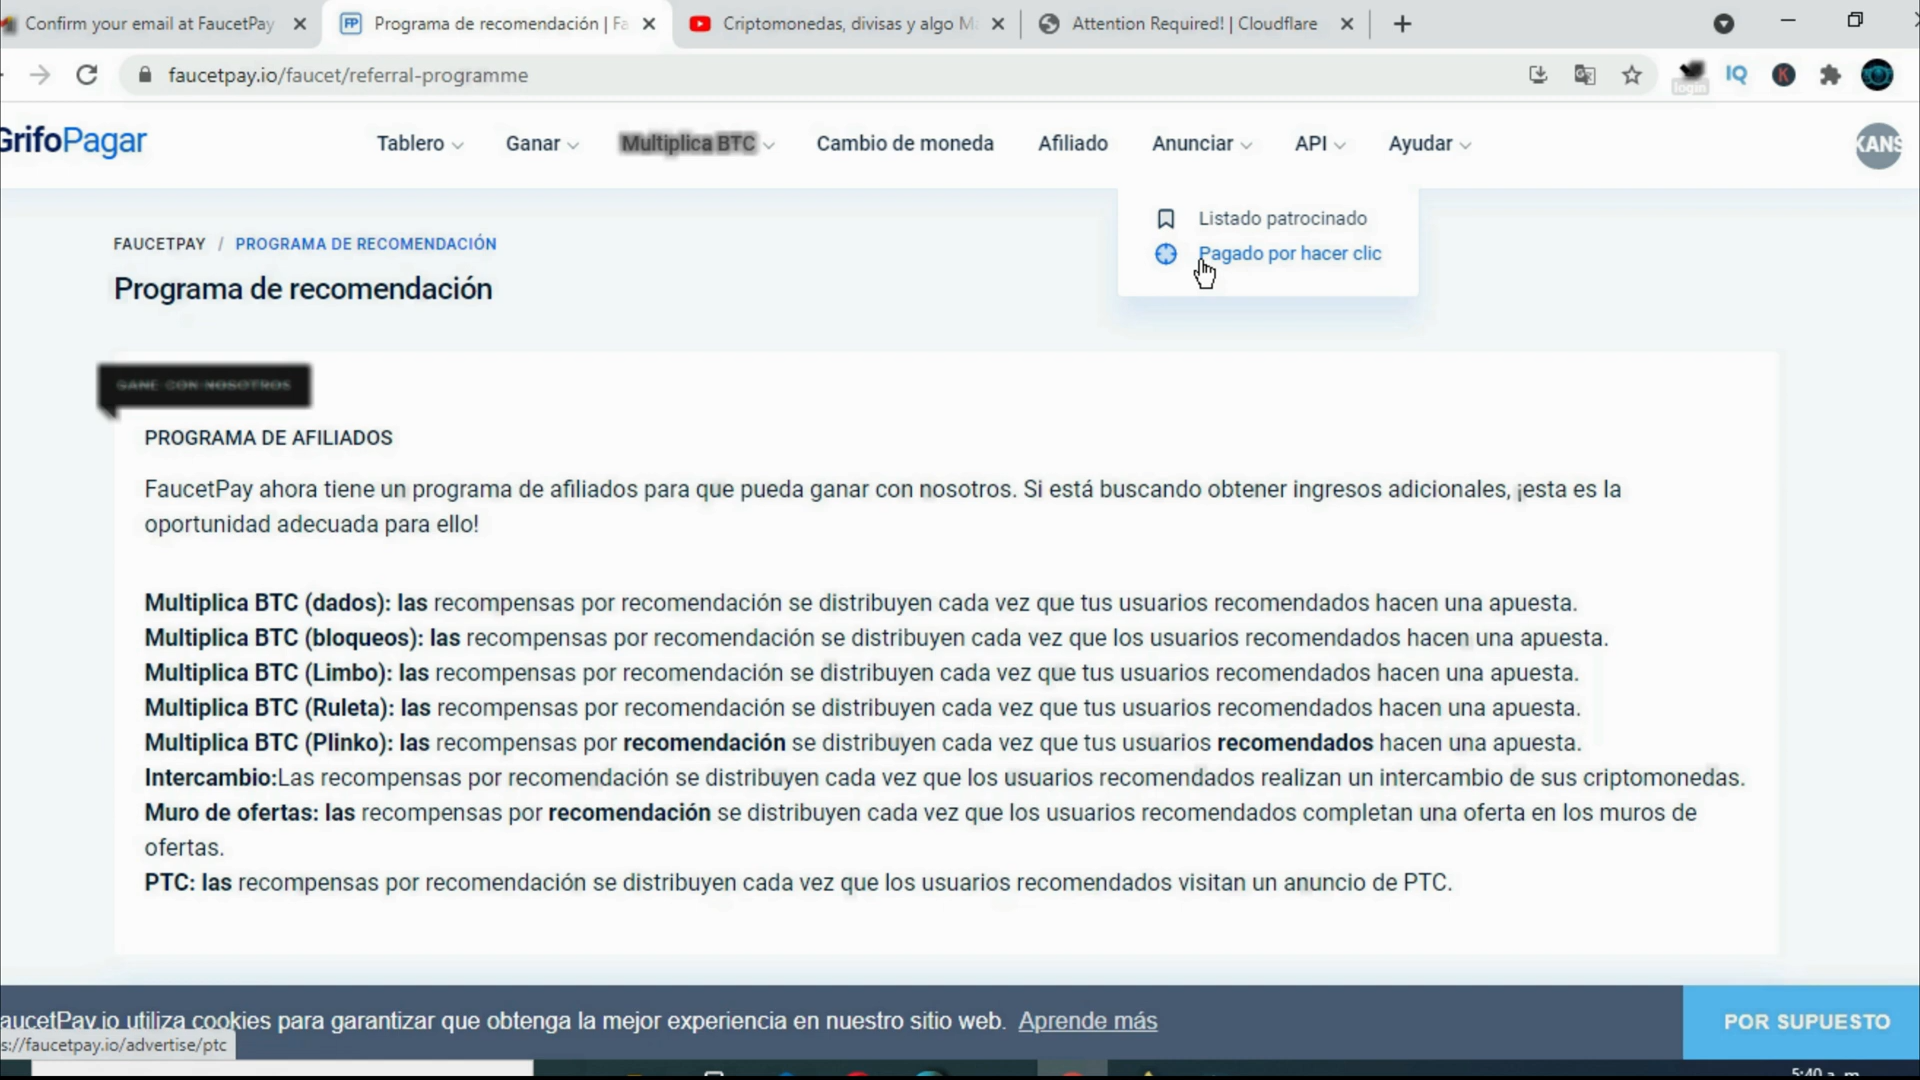 Confirm your email at FaucetPay
Programa de recomendación | Fa
Criptomonedas, divisas y algo M
Attention Required! | Cloudflare
faucetpay.io/faucet/referral-programme
login
IQ
K
GrifoPagar
Tablero
Ganar
Multiplica BTC
Cambio de moneda
Afiliado
Anunciar
API
Ayudar
KANS
Listado patrocinado
Pagado por hacer clic
FAUCETPAY / PROGRAMA DE RECOMENDACIÓN
Programa de recomendación
GANE CON NOSOTROS
PROGRAMA DE AFILIADOS
FaucetPay ahora tiene un programa de afiliados para que pueda ganar con nosotros. Si está buscando obtener ingresos adicionales, ¡esta es la
oportunidad adecuada para ello!
Multiplica BTC (dados): las recompensas por recomendación se distribuyen cada vez que tus usuarios recomendados hacen una apuesta.
Multiplica BTC (bloqueos): las recompensas por recomendación se distribuyen cada vez que los usuarios recomendados hacen una apuesta.
Multiplica BTC (Limbo): las recompensas por recomendación se distribuyen cada vez que tus usuarios recomendados hacen una apuesta.
Multiplica BTC (Ruleta): las recompensas por recomendación se distribuyen cada vez que tus usuarios recomendados hacen una apuesta.
Multiplica BTC (Plinko): las recompensas por recomendación se distribuyen cada vez que tus usuarios recomendados hacen una apuesta.
Intercambio:Las recompensas por recomendación se distribuyen cada vez que los usuarios recomendados realizan un intercambio de sus criptomonedas.
Muro de ofertas: las recompensas por recomendación se distribuyen cada vez que los usuarios recomendados completan una oferta en los muros de
ofertas.
PTC: las recompensas por recomendación se distribuyen cada vez que los usuarios recomendados visitan un anuncio de PTC.
aucetPay.io utiliza cookies para garantizar que obtenga la mejor experiencia en nuestro sitio web. Aprende más
POR SUPUESTO
s://faucetpay.io/advertise/ptc
5:40 a. m.